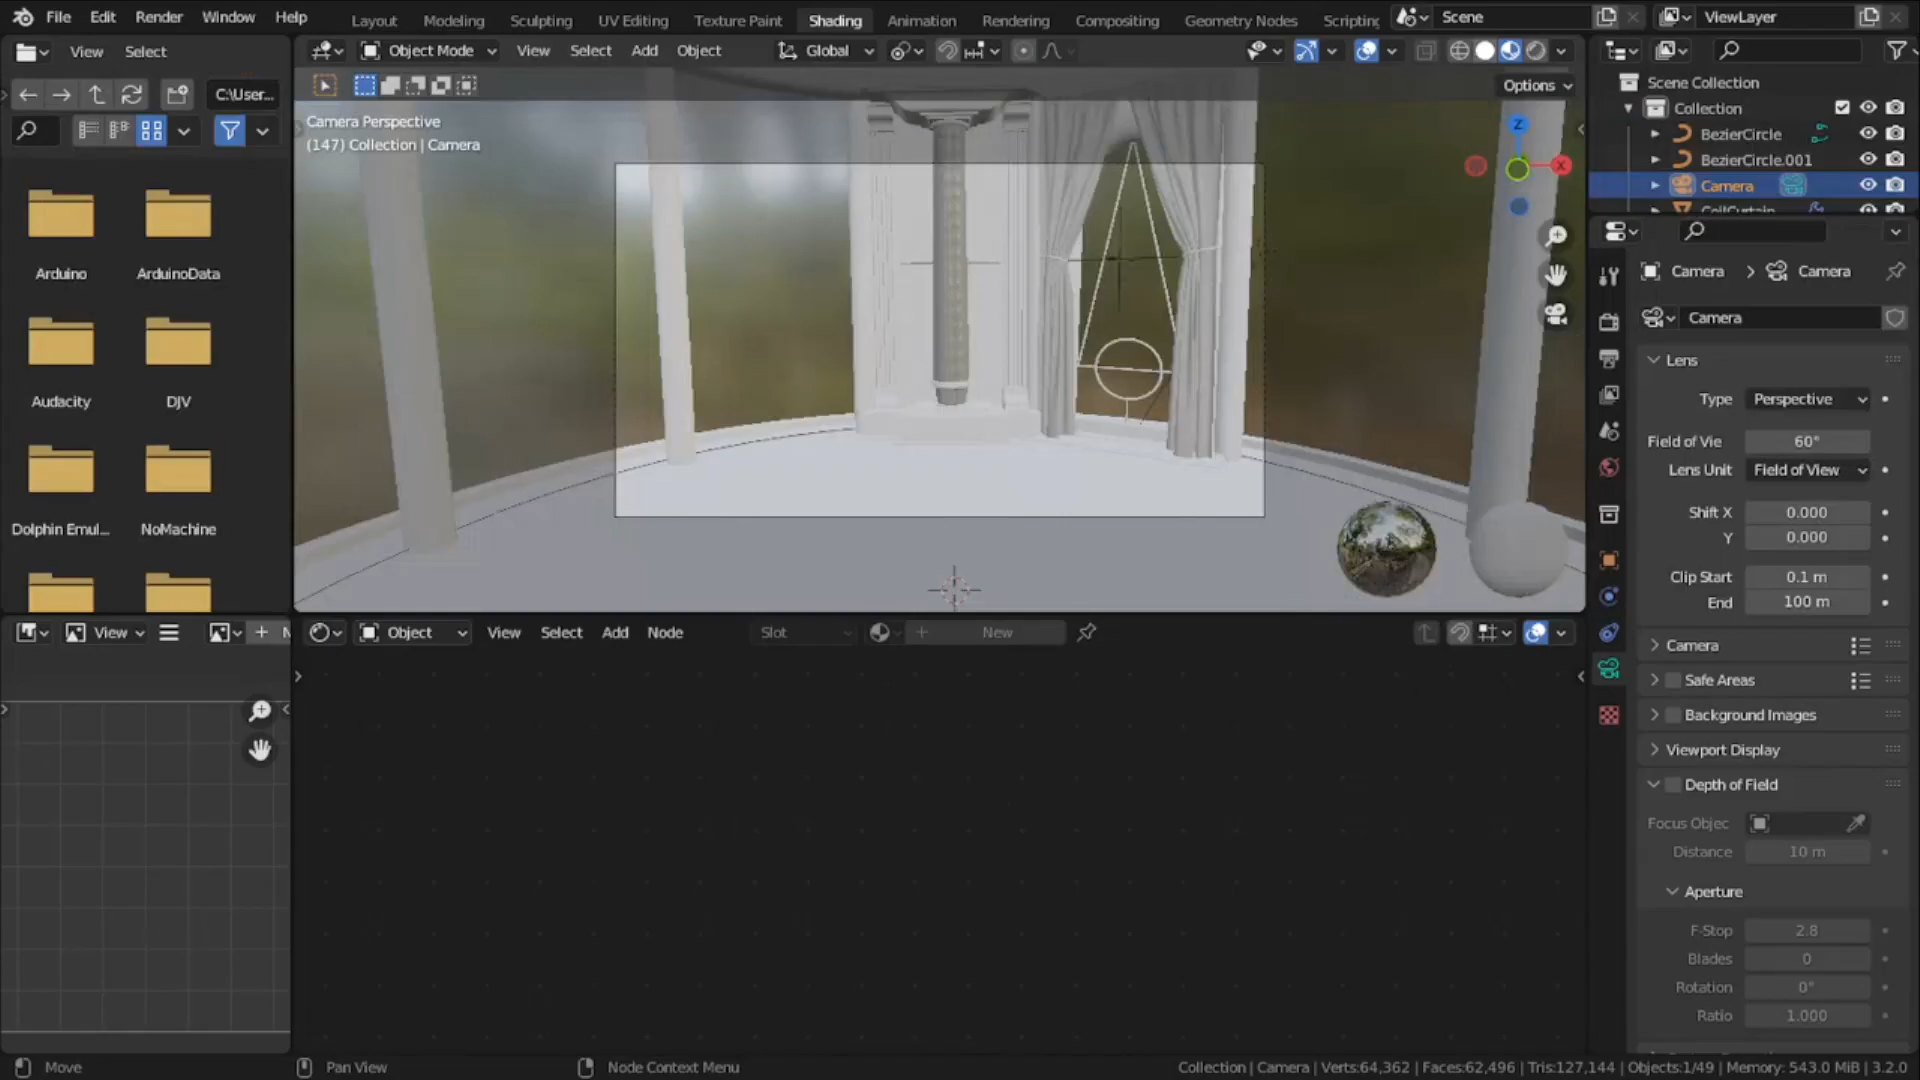 File Edit Render Window Help
Layout Modeling Sculpting UV Editing Texture Paint Shading Animation Rendering Compositing Geometry Nodes Scripting
Scene
ViewLayer
View Select
Object Mode View Select Add Object
Global
C:\User...
Options
Camera Perspective
(147) Collection | Camera
Z
X
Arduino
ArduinoData
Audacity
DJV
Dolphin Emul...
NoMachine
Scene Collection
Collection
BezierCircle
BezierCircle.001
Camera
Camera > Camera
Camera
Lens
Type Perspective
Field of Vie 60°
Lens Unit Field of View
Shift X 0.000
Y 0.000
Clip Start 0.1 m
End 100 m
Camera
Safe Areas
Background Images
Viewport Display
Depth of Field
Focus Objec
Distance 10 m
Aperture
F-Stop 2.8
Blades 0
Rotation 0°
Ratio 1.000
View
N
Object View Select Add Node
Slot
New
Move
Pan View
Node Context Menu
Collection | Camera | Verts:64,362 | Faces:62,496 | Tris:127,144 | Objects:1/49 | Memory: 543.0 MiB | 3.2.0